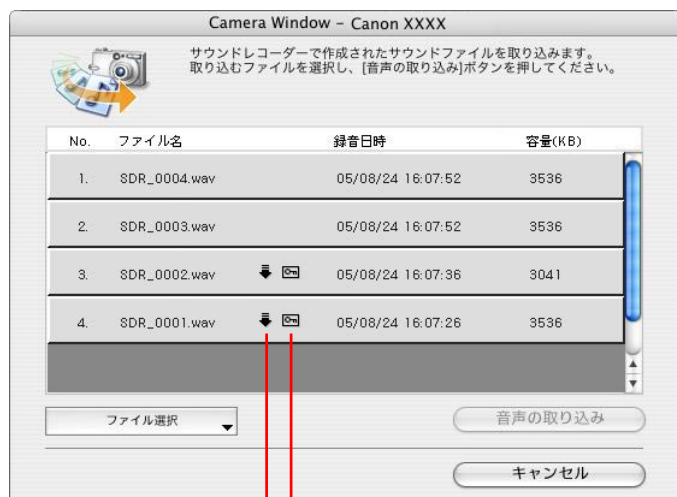 Camera Window - Canon XXXX
サウンドレコーダーで作成されたサウンドファイルを取り込みます。
取り込むファイルを選択し、[音声の取り込み]ボタンを押してください。
No. ファイル名 録音日時 容量(KB)
1. SDR_0004.wav 05/08/24 16:07:52 3536
2. SDR_0003.wav 05/08/24 16:07:52 3536
3. SDR_0002.wav 05/08/24 16:07:36 3041
4. SDR_0001.wav 05/08/24 16:07:26 3536
ファイル選択 音声の取り込み
キャンセル